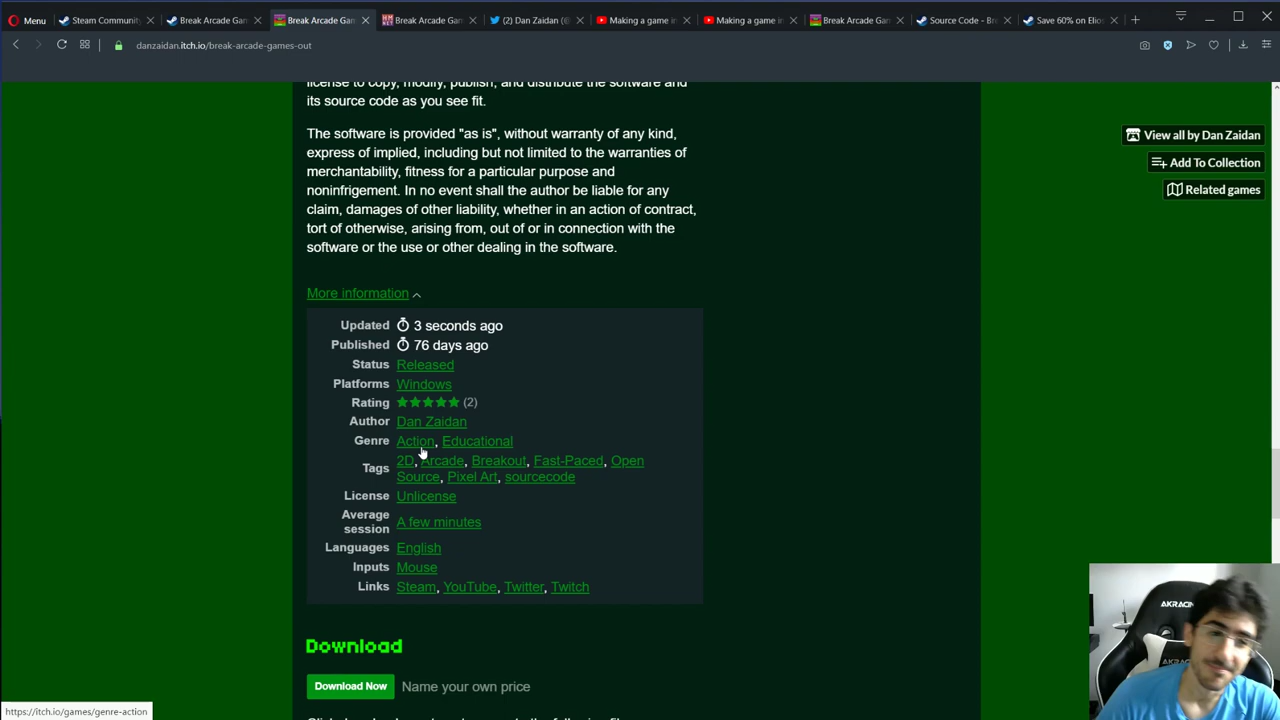 Menu
Steam Community
Break Arcade Gam
Break Arcade Gam
Break Arcade Gam
(2) Dan Zaidan (@
Making a game in
Making a game in
Break Arcade Gam
Source Code - Bre
Save 60% on Elios
danzaidan.itch.io/break-arcade-games-out
license to copy, modify, publish, and distribute the software and
its source code as you see fit.
The software is provided "as is", without warranty of any kind,
express of implied, including but not limited to the warranties of
merchantability, fitness for a particular purpose and
noninfrigement. In no event shall the author be liable for any
claim, damages of other liability, whether in an action of contract,
tort of otherwise, arising from, out of or in connection with the
software or the use or other dealing in the software.
View all by Dan Zaidan
Add To Collection
Related games
More information
Updated 3 seconds ago
Published 76 days ago
Status Released
Platforms Windows
Rating (2)
Author Dan Zaidan
Genre Action, Educational
Tags 2D, Arcade, Breakout, Fast-Paced, Open
Source, Pixel Art, sourcecode
License Unlicense
Average
session A few minutes
Languages English
Inputs Mouse
Links Steam, YouTube, Twitter, Twitch
Download
Download Now Name your own price
https://itch.io/games/genre-action
AKRACING